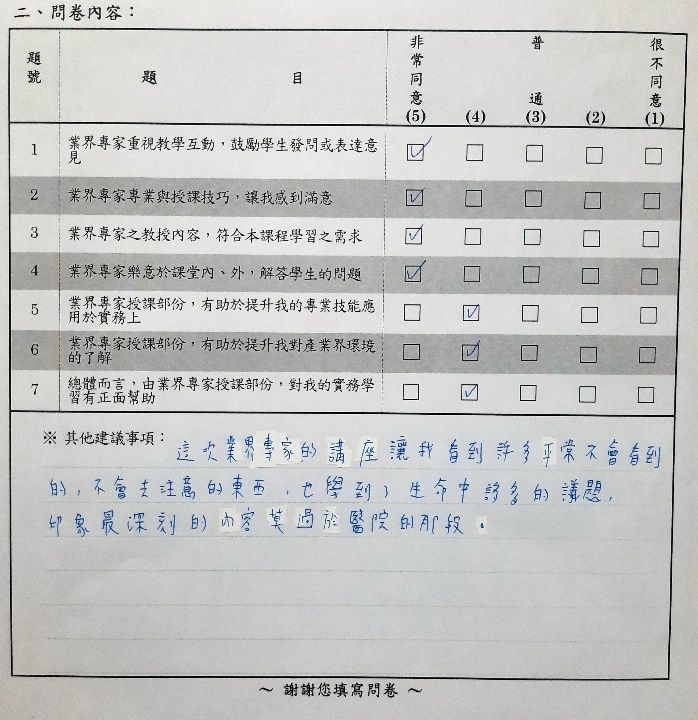 二、問卷內容：
題號 題 目 非常同意(5) (4) 普通(3) (2) 很不同意(1)
1 業界專家重視教學互動，鼓勵學生發問或表達意
見 ☑ □ □ □ □
2 業界專家專業與授課技巧，讓我感到滿意 ☑ □ □ □ □
3 業界專家之教授內容，符合本課程學習之需求 ☑ □ □ □ □
4 業界專家樂意於課堂內、外，解答學生的問題 ☑ □ □ □ □
5 業界專家授課部份，有助於提升我的專業技能應
用於實務上 □ ☑ □ □ □
6 業界專家授課部份，有助於提升我對產業界環境
的了解 □ ☑ □ □ □
7 總體而言，由業界專家授課部份，對我的實務學
習有正面幫助 □ ☑ □ □ □
※ 其他建議事項：
這次業界專家的講座讓我看到許多平常不會看到
的，不會去注意的東西，也學到了生命中許多的議題，
印象最深刻的內容莫過於醫院的那段。
～ 謝謝您填寫問卷 ～